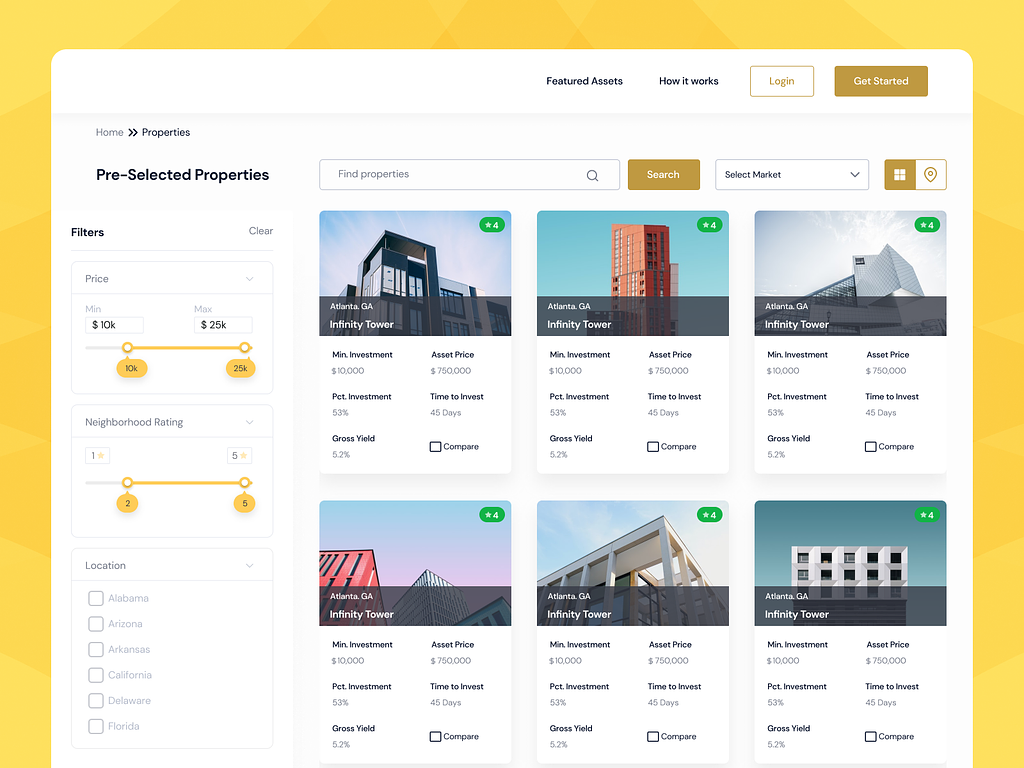 Featured Assets How it works Login Get Started
Home Properties
Pre-Selected Properties
Find properties Search Select Market
Filters Clear
Price
Min Max
$ 10k $ 25k
10k 25k
Neighborhood Rating
1 5
2 5
Location
Alabama
Arizona
Arkansas
California
Delaware
Florida
4
Atlanta. GA
Infinity Tower
Min. Investment Asset Price
$10,000 $ 750,000
Pct. Investment Time to Invest
53% 45 Days
Gross Yield
5.2% Compare
4
Atlanta. GA
Infinity Tower
Min. Investment Asset Price
$10,000 $ 750,000
Pct. Investment Time to Invest
53% 45 Days
Gross Yield
5.2% Compare
4
Atlanta. GA
Infinity Tower
Min. Investment Asset Price
$10,000 $ 750,000
Pct. Investment Time to Invest
53% 45 Days
Gross Yield
5.2% Compare
4
Atlanta. GA
Infinity Tower
Min. Investment Asset Price
$10,000 $ 750,000
Pct. Investment Time to Invest
53% 45 Days
Gross Yield
5.2% Compare
4
Atlanta. GA
Infinity Tower
Min. Investment Asset Price
$10,000 $ 750,000
Pct. Investment Time to Invest
53% 45 Days
Gross Yield
5.2% Compare
4
Atlanta. GA
Infinity Tower
Min. Investment Asset Price
$10,000 $ 750,000
Pct. Investment Time to Invest
53% 45 Days
Gross Yield
5.2% Compare